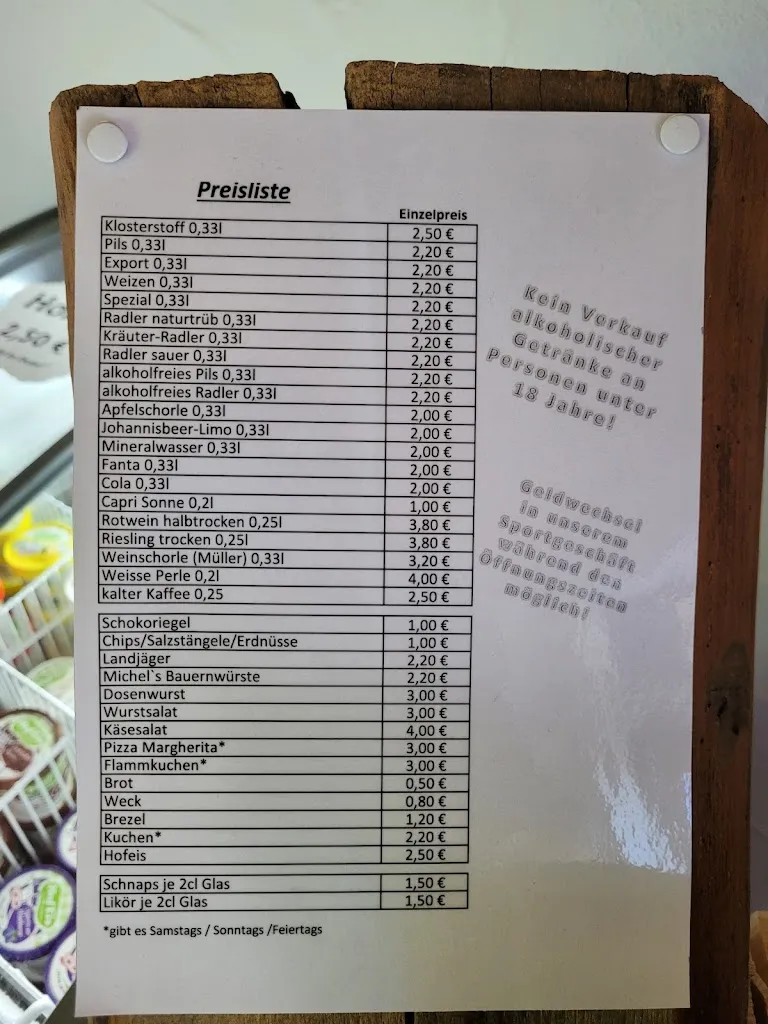 Preisliste
Einzelpreis
Klosterstoff 0,33l 2,50 €
Pils 0,33l 2,20 €
Export 0,33l 2,20 €
Weizen 0,33l 2,20 €
Spezial 0,33l 2,20 €
Radler naturtrüb 0,33l 2,20 €
Kräuter-Radler 0,33l 2,20 €
Radler sauer 0,33l 2,20 €
alkoholfreies Pils 0,33l 2,20 €
alkoholfreies Radler 0,33l 2,20 €
Apfelschorle 0,33l 2,00 €
Johannisbeer-Limo 0,33l 2,00 €
Mineralwasser 0,33l 2,00 €
Fanta 0,33l 2,00 €
Cola 0,33l 2,00 €
Capri Sonne 0,2l 1,00 €
Rotwein halbtrocken 0,25l 3,80 €
Riesling trocken 0,25l 3,80 €
Weinschorle (Müller) 0,33l 3,20 €
Weisse Perle 0,2l 4,00 €
kalter Kaffee 0,25 2,50 €
Schokoriegel 1,00 €
Chips/Salzstängele/Erdnüsse 1,00 €
Landjäger 2,20 €
Michel`s Bauernwürste 2,20 €
Dosenwurst 3,00 €
Wurstsalat 3,00 €
Käsesalat 4,00 €
Pizza Margherita* 3,00 €
Flammkuchen* 3,00 €
Brot 0,50 €
Weck 0,80 €
Brezel 1,20 €
Kuchen* 2,20 €
Hofeis 2,50 €
Schnaps je 2cl Glas 1,50 €
Likör je 2cl Glas 1,50 €
*gibt es Samstags / Sonntags /Feiertags
Kein Verkauf
alkoholischer
Getränke an
Personen unter
18 Jahre!
Geldwechsel
in unserem
Sportgeschäft
während den
Öffnungszeiten
möglich!
2,50 €